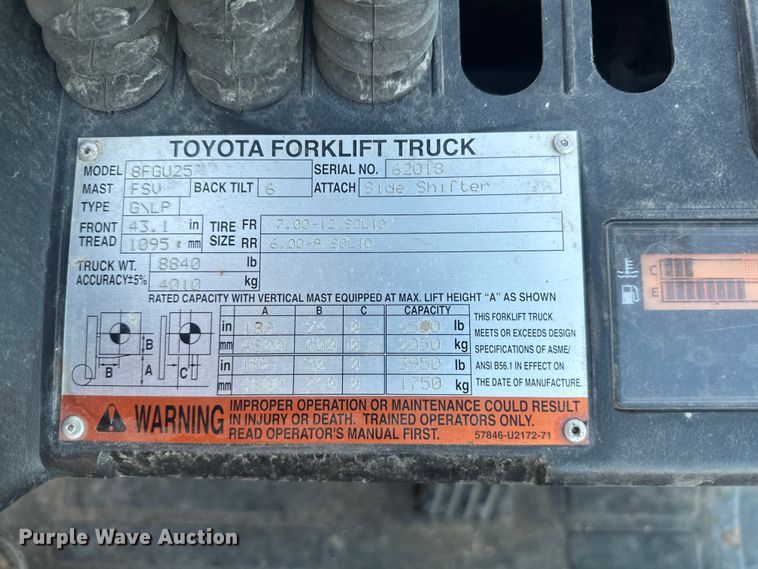 TOYOTA FORKLIFT TRUCK
MODEL 8FGU25 SERIAL NO. 62018
MAST FSV BACK TILT 6 ATTACH Side Shifter
TYPE G\LP
FRONT TREAD 43.1 in 1095 mm
TIRE SIZE FR 7.00-12/SOLID
RR 6.00-9/SOLID
TRUCK WT. 8840 lb
ACCURACY±5% 4010 kg
RATED CAPACITY WITH VERTICAL MAST EQUIPPED AT MAX. LIFT HEIGHT "A" AS SHOWN
A B C CAPACITY
in 189 24 0 lb
mm 4800 600 0 2050 kg
in 189 30 0 3950 lb
mm 4800 0 1750 kg
B
B A C
THIS FORKLIFT TRUCK
MEETS OR EXCEEDS DESIGN
SPECIFICATIONS OF ASME/
ANSI B56.1 IN EFFECT ON
THE DATE OF MANUFACTURE.
WARNING
IMPROPER OPERATION OR MAINTENANCE COULD RESULT
IN INJURY OR DEATH. TRAINED OPERATORS ONLY.
READ OPERATOR'S MANUAL FIRST.
57846-U2172-71
C
E
Purple Wave Auction